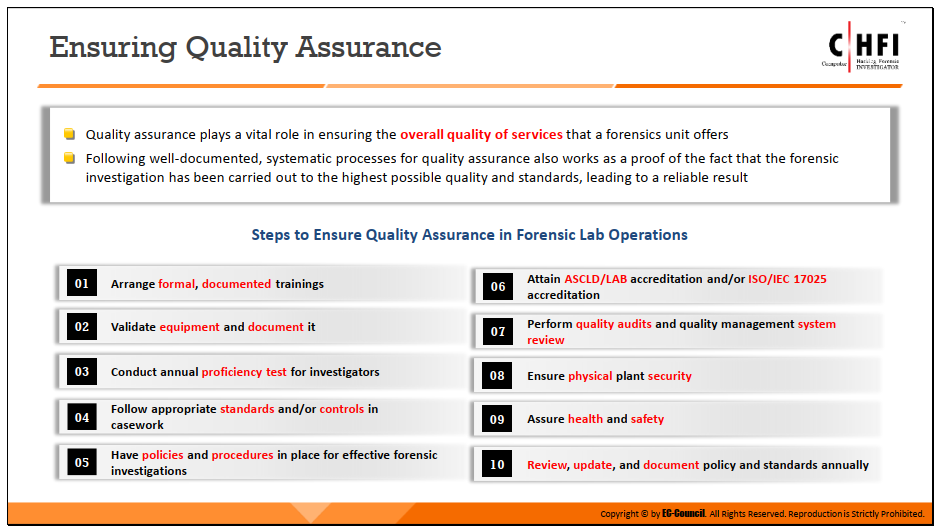 Ensuring Quality Assurance
CHFI
Computer Hacking Forensic
INVESTIGATOR
Quality assurance plays a vital role in ensuring the overall quality of services that a forensics unit offers
Following well-documented, systematic processes for quality assurance also works as a proof of the fact that the forensic
investigation has been carried out to the highest possible quality and standards, leading to a reliable result
Steps to Ensure Quality Assurance in Forensic Lab Operations
01 Arrange formal, documented trainings
02 Validate equipment and document it
03 Conduct annual proficiency test for investigators
04 Follow appropriate standards and/or controls in
casework
05 Have policies and procedures in place for effective forensic
investigations
06 Attain ASCLD/LAB accreditation and/or ISO/IEC 17025
accreditation
07 Perform quality audits and quality management system
review
08 Ensure physical plant security
09 Assure health and safety
10 Review, update, and document policy and standards annually
Copyright © by EC-Council. All Rights Reserved. Reproduction is Strictly Prohibited.